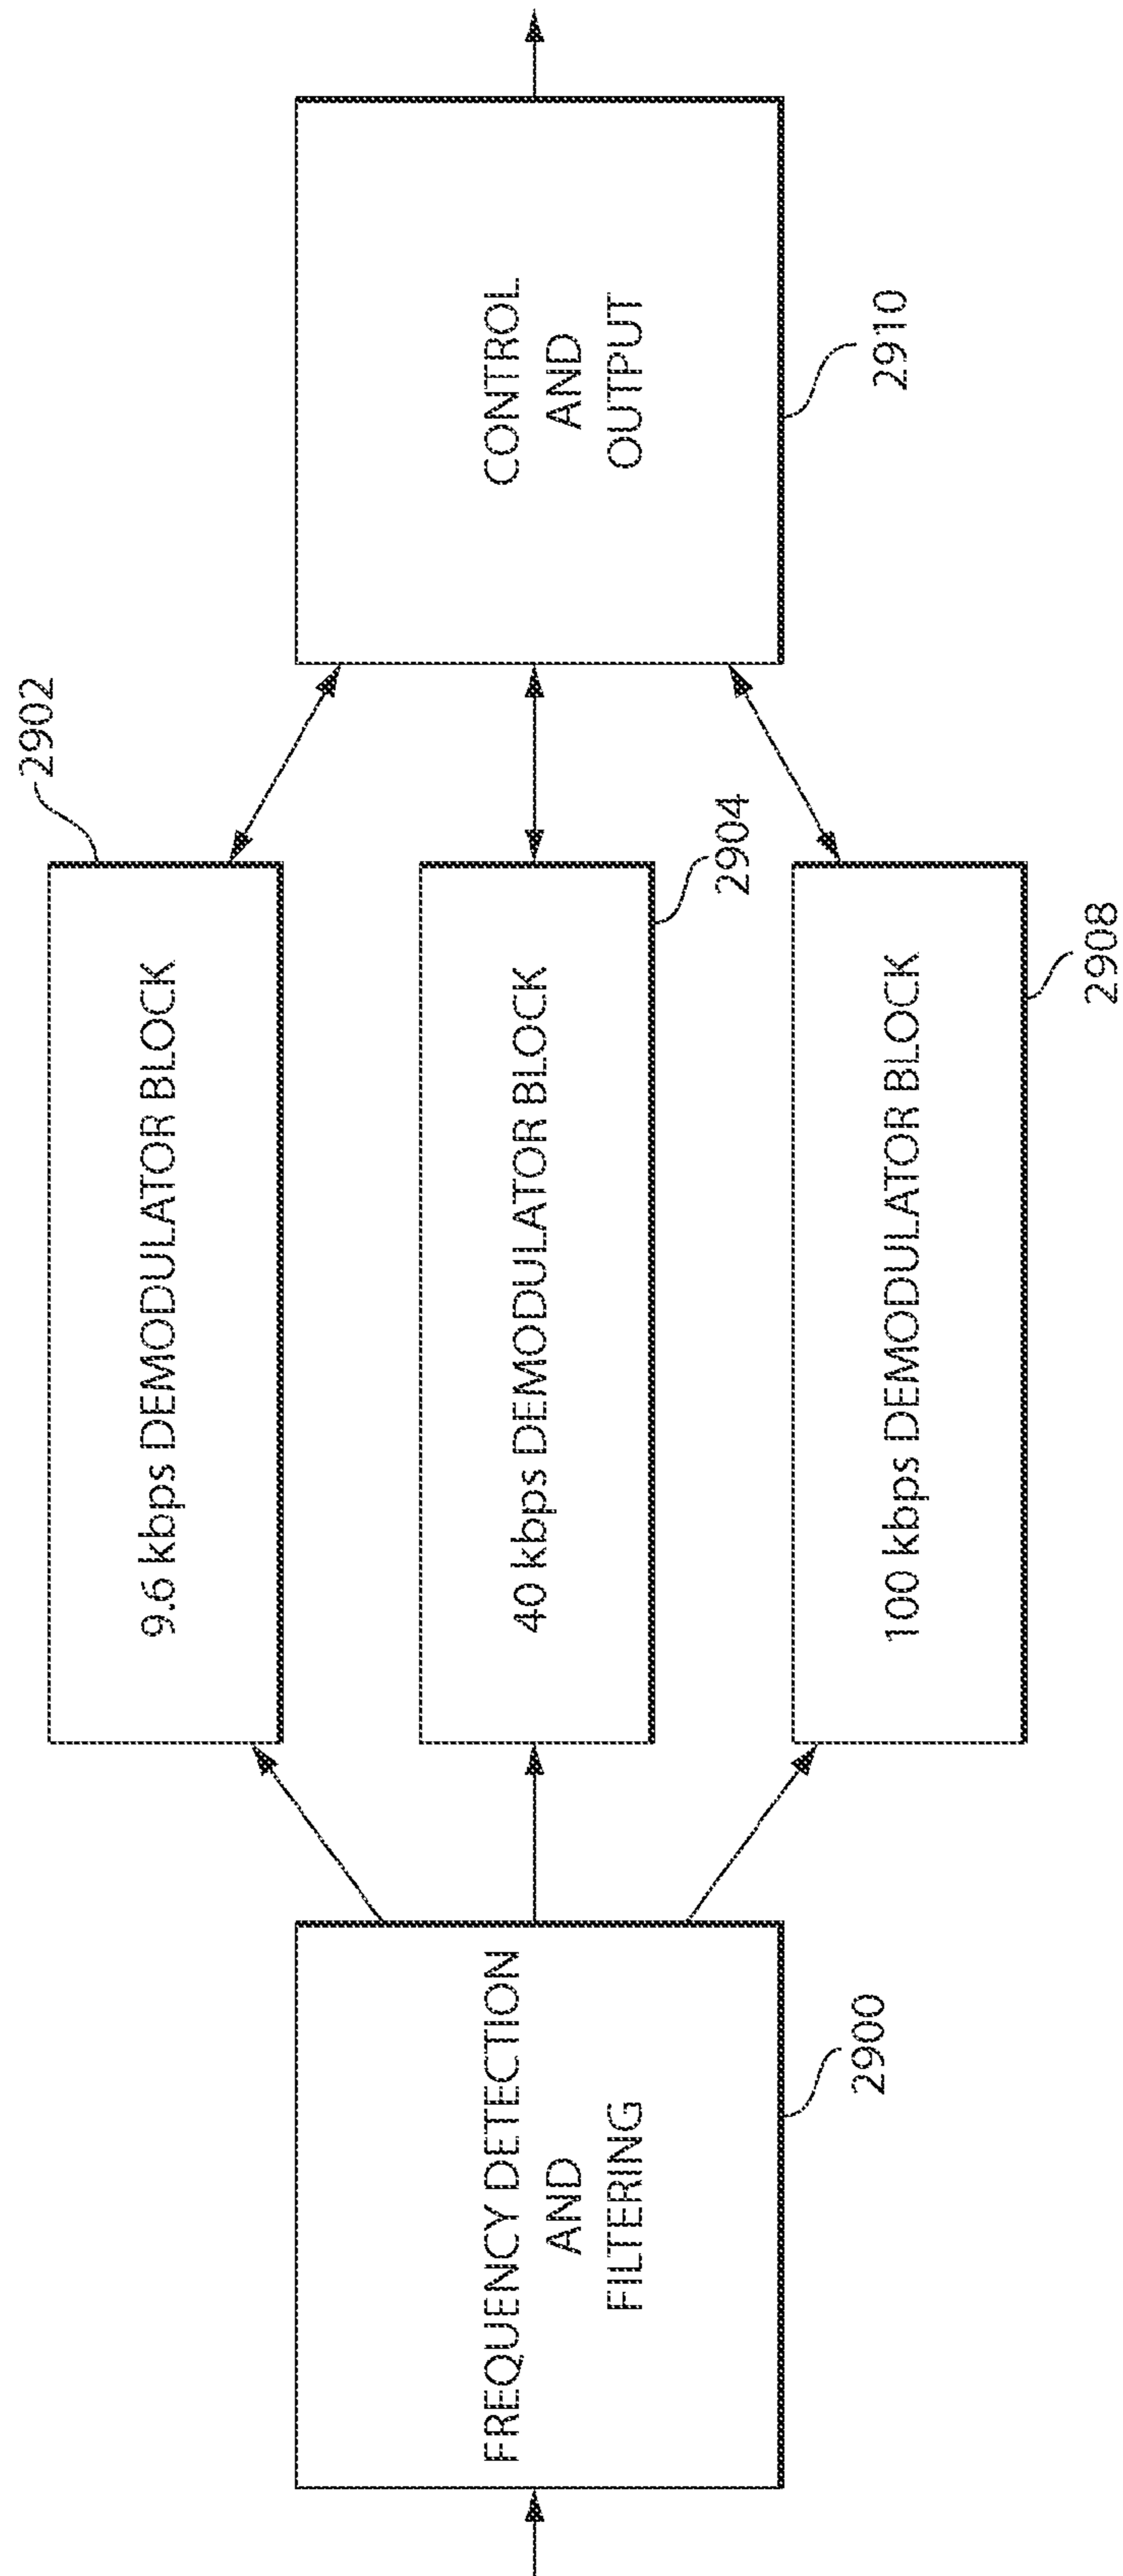 FREQUENCY DETECTION
AND
FILTERING
2900
9.6 kbps DEMODULATOR BLOCK
2902
40 kbps DEMODULATOR BLOCK
2904
100 kbps DEMODULATOR BLOCK
2908
CONTROL
AND
OUTPUT
2910